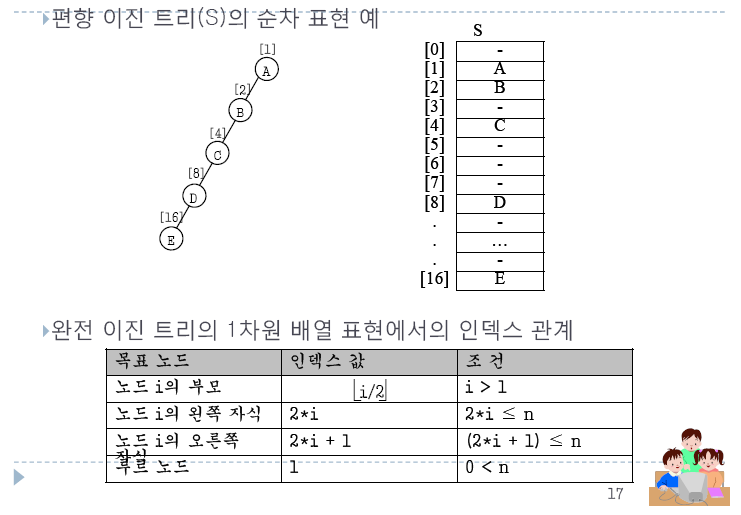 편향 이진 트리(S)의 순차 표현 예
S
[1]
A
[2]
B
[4]
C
[8]
D
[16]
E
[0] -
[1] A
[2] B
[3] -
[4] C
[5] -
[6] -
[7] -
[8] D
. -
. ...
. -
[16] E
완전 이진 트리의 1차원 배열 표현에서의 인덱스 관계
목표 노드 인덱스 값 조 건
노드 i의 부모 ⌊i/2⌋ i > 1
노드 i의 왼쪽 자식 2*i 2*i ≤ n
노드 i의 오른쪽 2*i + 1 (2*i + 1) ≤ n
자식
루트 노드 1 0 < n
17